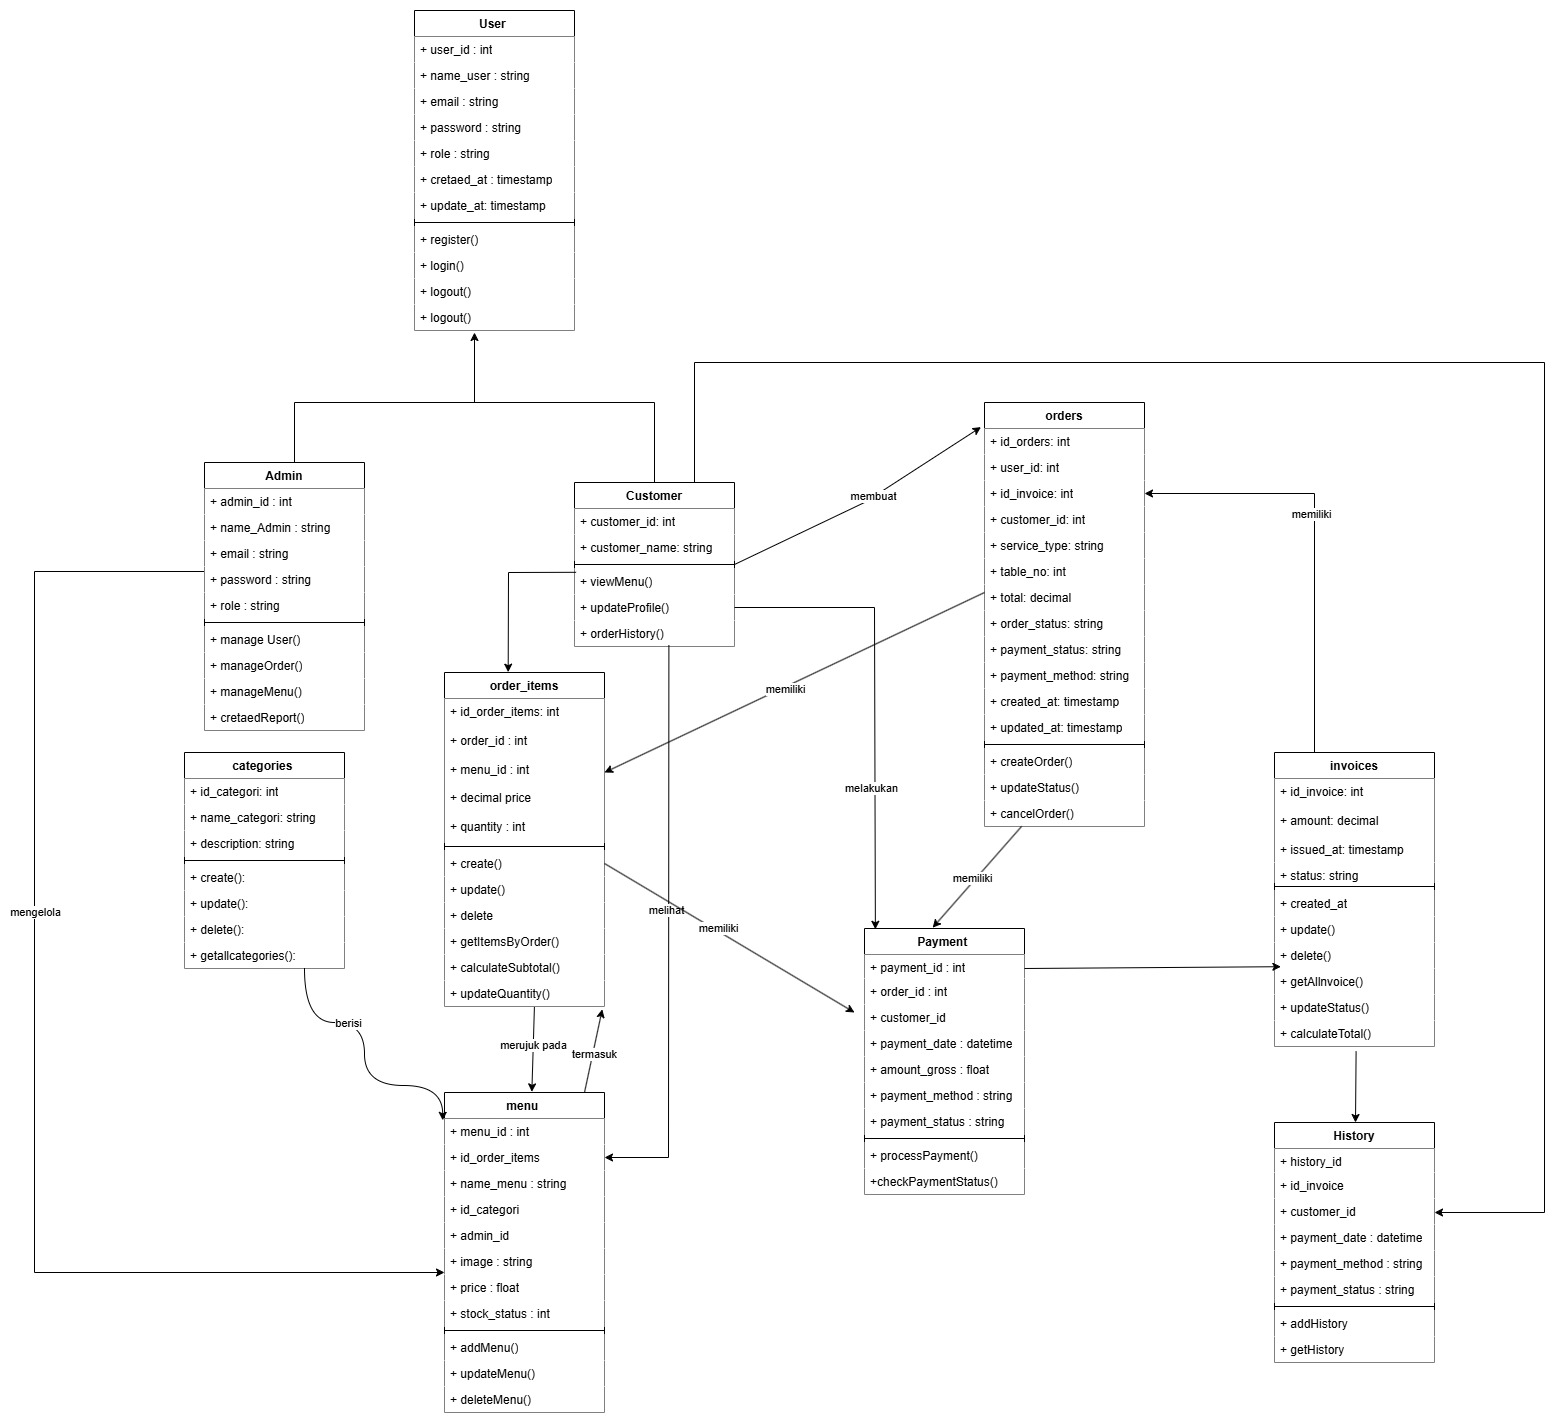 User
+ user_id : int
+ name_user : string
+ email : string
+ password : string
+ role : string
+ cretaed_at : timestamp
+ update_at: timestamp
+ register()
+ login()
+ logout()
+ logout()
Admin
+ admin_id : int
+ name_Admin : string
+ email : string
+ password : string
+ role : string
+ manage User()
+ manageOrder()
+ manageMenu()
+ cretaedReport()
Customer
+ customer_id: int
+ customer_name: string
+ viewMenu()
+ updateProfile()
+ orderHistory()
membuat
orders
+ id_orders: int
+ user_id: int
+ id_invoice: int
+ customer_id: int
+ service_type: string
+ table_no: int
+ total: decimal
+ order_status: string
+ payment_status: string
+ payment_method: string
+ created_at: timestamp
+ updated_at: timestamp
+ createOrder()
+ updateStatus()
+ cancelOrder()
memiliki
memiliki
order_items
+ id_order_items: int
+ order_id : int
+ menu_id : int
+ decimal price
+ quantity : int
+ create()
+ update()
+ delete
+ getItemsByOrder()
+ calculateSubtotal()
+ updateQuantity()
categories
+ id_categori: int
+ name_categori: string
+ description: string
+ create():
+ update():
+ delete():
+ getallcategories():
invoices
+ id_invoice: int
+ amount: decimal
+ issued_at: timestamp
+ status: string
+ created_at
+ update()
+ delete()
+ getAlInvoice()
+ updateStatus()
+ calculateTotal()
melakukan
memiliki
mengelola
melihat
memiliki
berisi
merujuk pada
termasuk
Payment
+ payment_id : int
+ order_id : int
+ customer_id
+ payment_date : datetime
+ amount_gross : float
+ payment_method : string
+ payment_status : string
+ processPayment()
+checkPaymentStatus()
menu
+ menu_id : int
+ id_order_items
+ name_menu : string
+ id_categori
+ admin_id
+ image : string
+ price : float
+ stock_status : int
+ addMenu()
+ updateMenu()
+ deleteMenu()
History
+ history_id
+ id_invoice
+ customer_id
+ payment_date : datetime
+ payment_method : string
+ payment_status : string
+ addHistory
+ getHistory